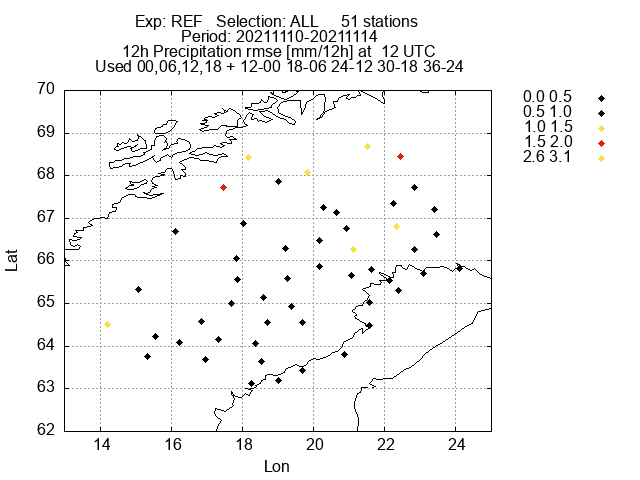 Exp: REF Selection: ALL 51 stations
Period: 20211110-20211114
12h Precipitation rmse [mm/12h] at 12 UTC
Used 00,06,12,18 + 12-00 18-06 24-12 30-18 36-24
0.0 0.5
0.5 1.0
1.0 1.5
1.5 2.0
2.6 3.1
70
69
68
67
66
65
64
63
62
Lat
14 16 18 20 22 24
Lon